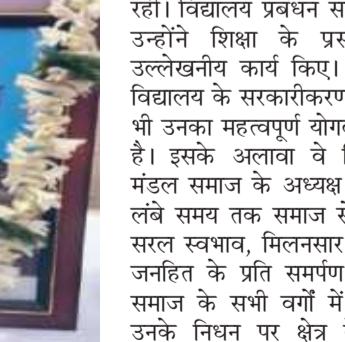 रहीं। विद्यालय प्रबंधन स
उन्होंने शिक्षा के प्रस
उल्लेखनीय कार्य किए।
विद्यालय के सरकारीकरण
भी उनका महत्वपूर्ण योगद
है। इसके अलावा वे
मंडल समाज के अध्यक्ष
लंबे समय तक समाज से
सरल स्वभाव, मिलनसार
जनहित के प्रति समर्पण
समाज के सभी वर्गों में
उनके निधन पर क्षेत्र